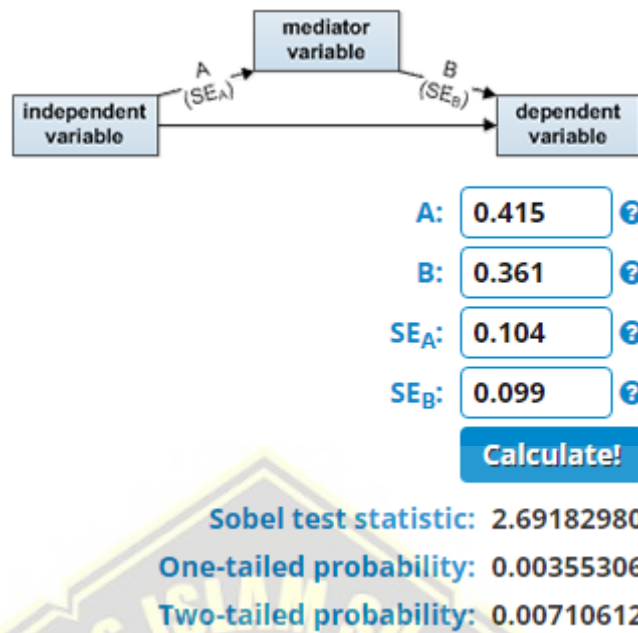 mediator
variable
A
(SEA)
B
(SEB)
independent
variable
dependent
variable
A: 0.415 ?
B: 0.361 ?
SEA: 0.104 ?
SEB: 0.099 ?
Calculate!
Sobel test statistic: 2.69182980
One-tailed probability: 0.00355306
Two-tailed probability: 0.00710612
ISLAM